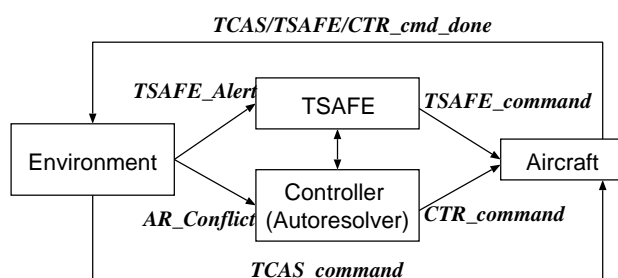 TCAS/TSAFE/CTR_cmd_done
TSAFE_Alert
TSAFE
TSAFE_command
Environment
Aircraft
Controller
(Autoresolver)
AR_Conflict
CTR_command
TCAS_command